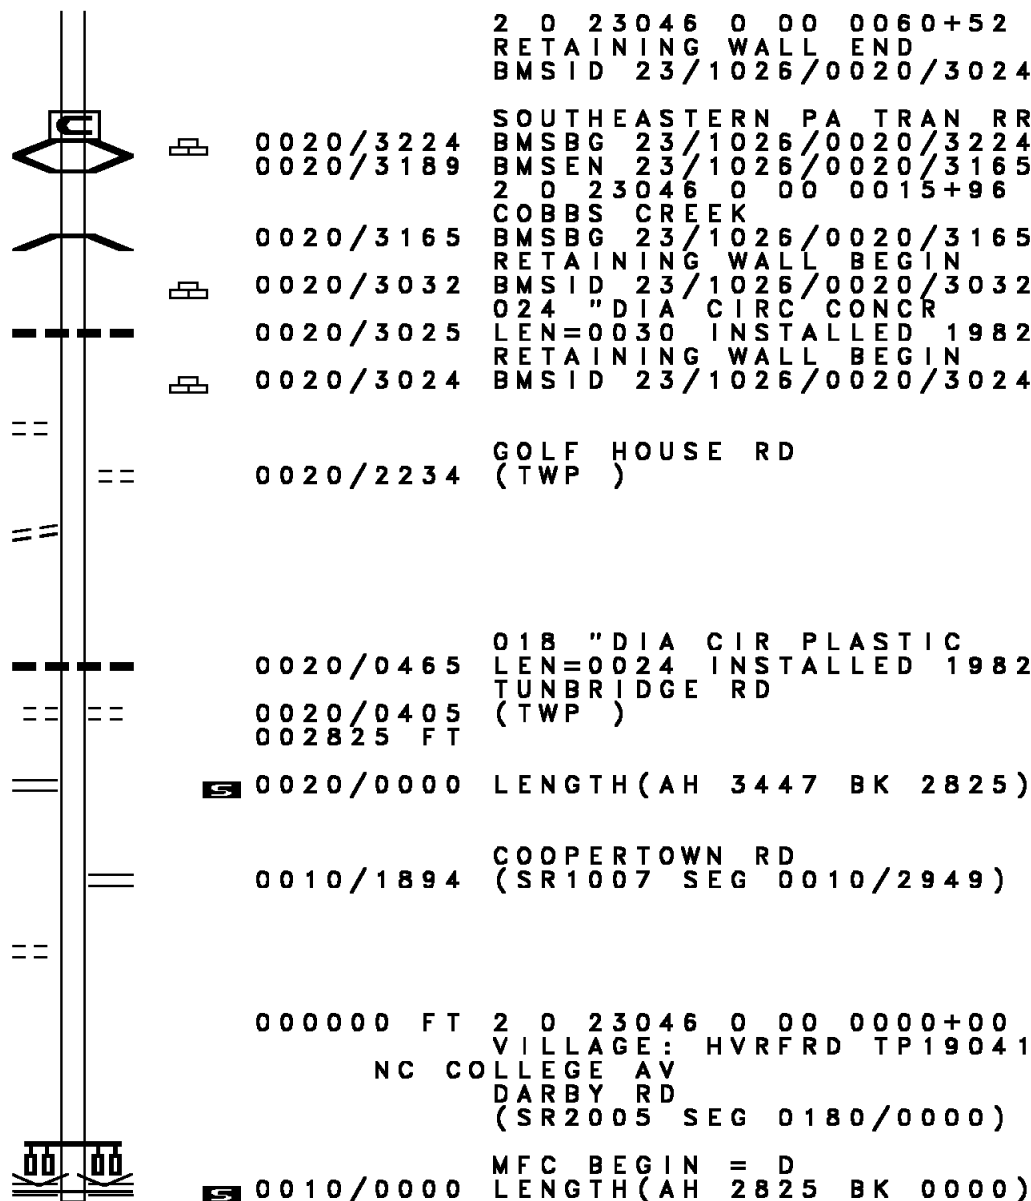 2 0 23046 0 00 0060+52
RETAINING WALL END
BMSID 23/1026/0020/3024
SOUTHEASTERN PA TRAN RR
0020/3224 BMSBG 23/1026/0020/3224
0020/3189 BMSEN 23/1026/0020/3165
2 0 23046 0 00 0015+96
COBBS CREEK
0020/3165 BMSBG 23/1026/0020/3165
RETAINING WALL BEGIN
0020/3032 BMSID 23/1026/0020/3032
024 "DIA CIRC CONCR
0020/3025 LEN=0030 INSTALLED 1982
RETAINING WALL BEGIN
0020/3024 BMSID 23/1026/0020/3024
GOLF HOUSE RD
0020/2234 (TWP )
018 "DIA CIR PLASTIC
0020/0465 LEN=0024 INSTALLED 1982
TUNBRIDGE RD
0020/0405 (TWP )
002825 FT
S 0020/0000 LENGTH(AH 3447 BK 2825)
COOPERTOWN RD
0010/1894 (SR1007 SEG 0010/2949)
000000 FT 2 0 23046 0 00 0000+00
VILLAGE: HVRFRD TP19041
NC COLLEGE AV
DARBY RD
(SR2005 SEG 0180/0000)
MFC BEGIN = D
S 0010/0000 LENGTH(AH 2825 BK 0000)